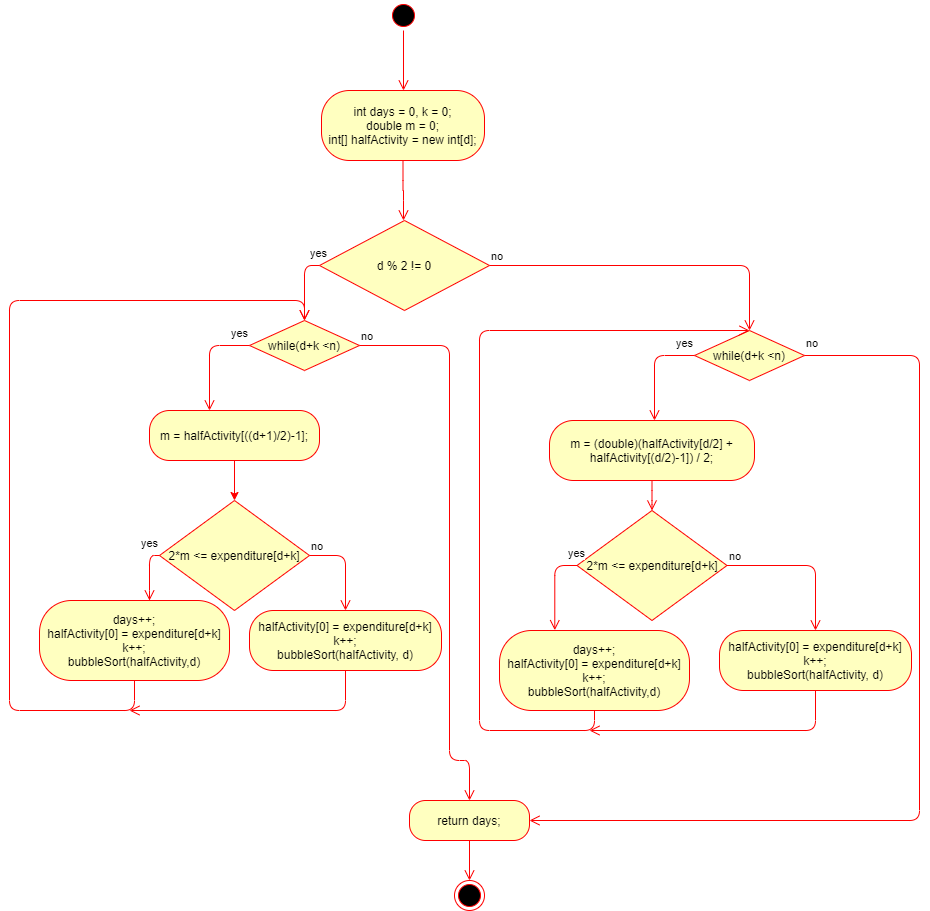 int days = 0, k = 0;
double m = 0;
int[] halfActivity = new int[d];
d % 2 != 0
yes
no
while(d+k <n)
yes
no
m = halfActivity[((d+1)/2)-1];
2*m <= expenditure[d+k]
yes
no
days++;
halfActivity[0] = expenditure[d+k]
k++;
bubbleSort(halfActivity,d)
halfActivity[0] = expenditure[d+k]
k++;
bubbleSort(halfActivity, d)
while(d+k <n)
yes
no
m = (double)(halfActivity[d/2] +
halfActivity[(d/2)-1]) / 2;
2*m <= expenditure[d+k]
yes
no
days++;
halfActivity[0] = expenditure[d+k]
k++;
bubbleSort(halfActivity,d)
halfActivity[0] = expenditure[d+k]
k++;
bubbleSort(halfActivity, d)
return days;